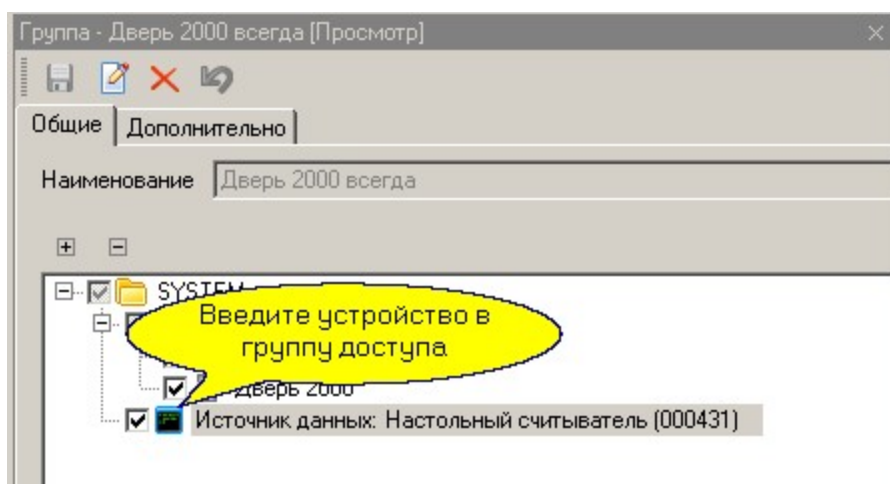 Группа - Дверь 2000 всегда [Просмотр]
Общие Дополнительно
Наименование Дверь 2000 всегда
SYSTEM
Введите устройство в
группу доступа
Дверь 2000
Источник данных: Настольный считыватель (000431)